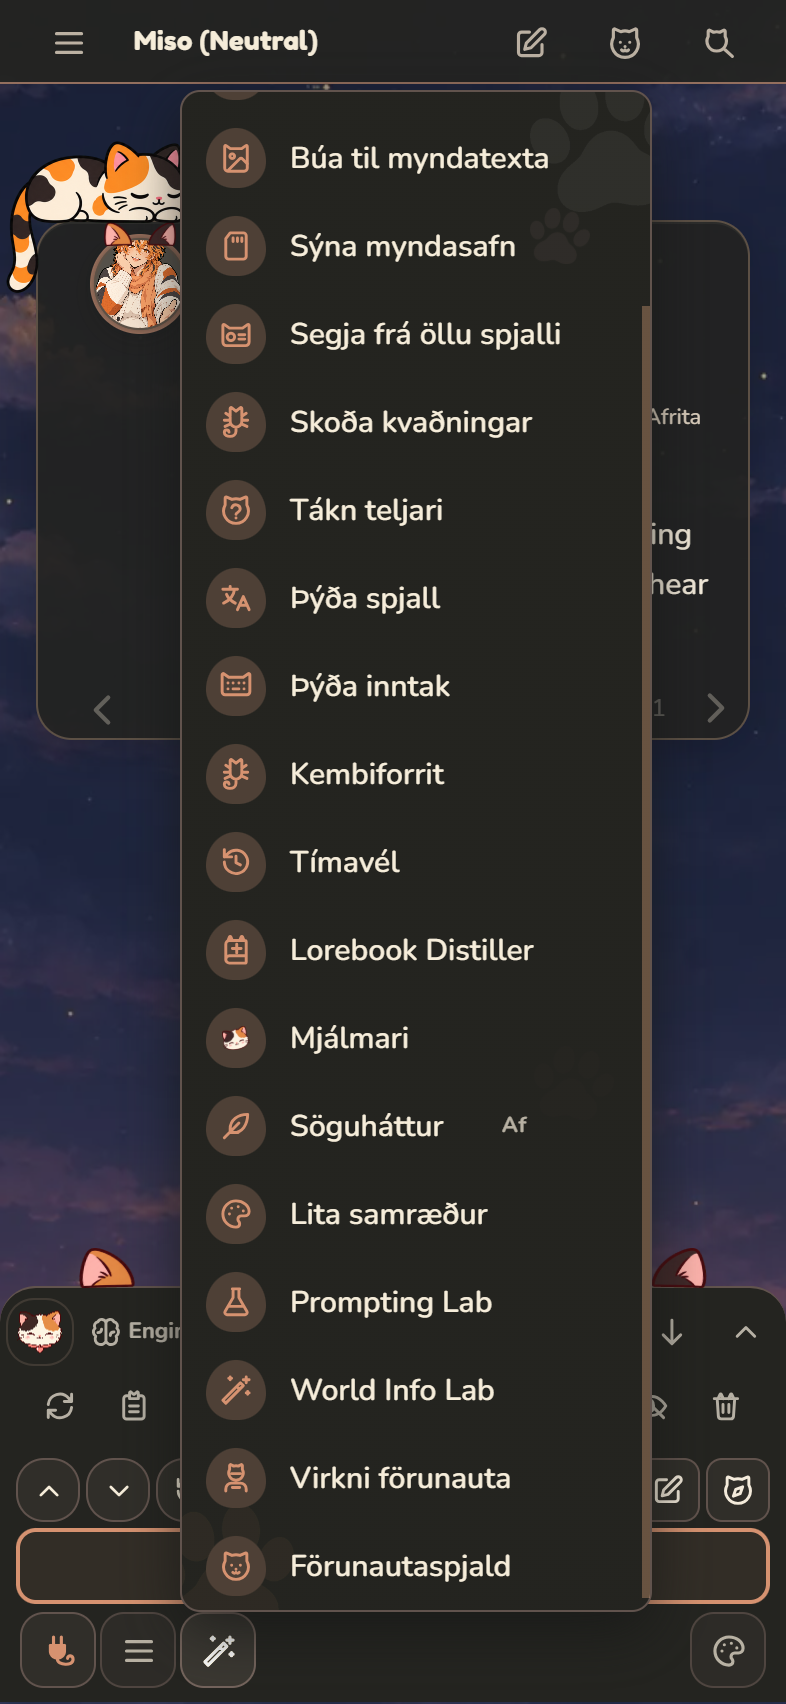 Miso (Neutral)
Búa til myndatexta
Sýna myndasafn
Segja frá öllu spjalli
Afrita
Skoða kvaðningar
Tákn teljari
ing
hear
Þýða spjall
Þýða inntak
1
Kembiforrit
Tímavél
Lorebook Distiller
Mjálmari
Söguháttur Af
Lita samræður
Prompting Lab
Engin
World Info Lab
Virkni förunauta
Förunautaspjald